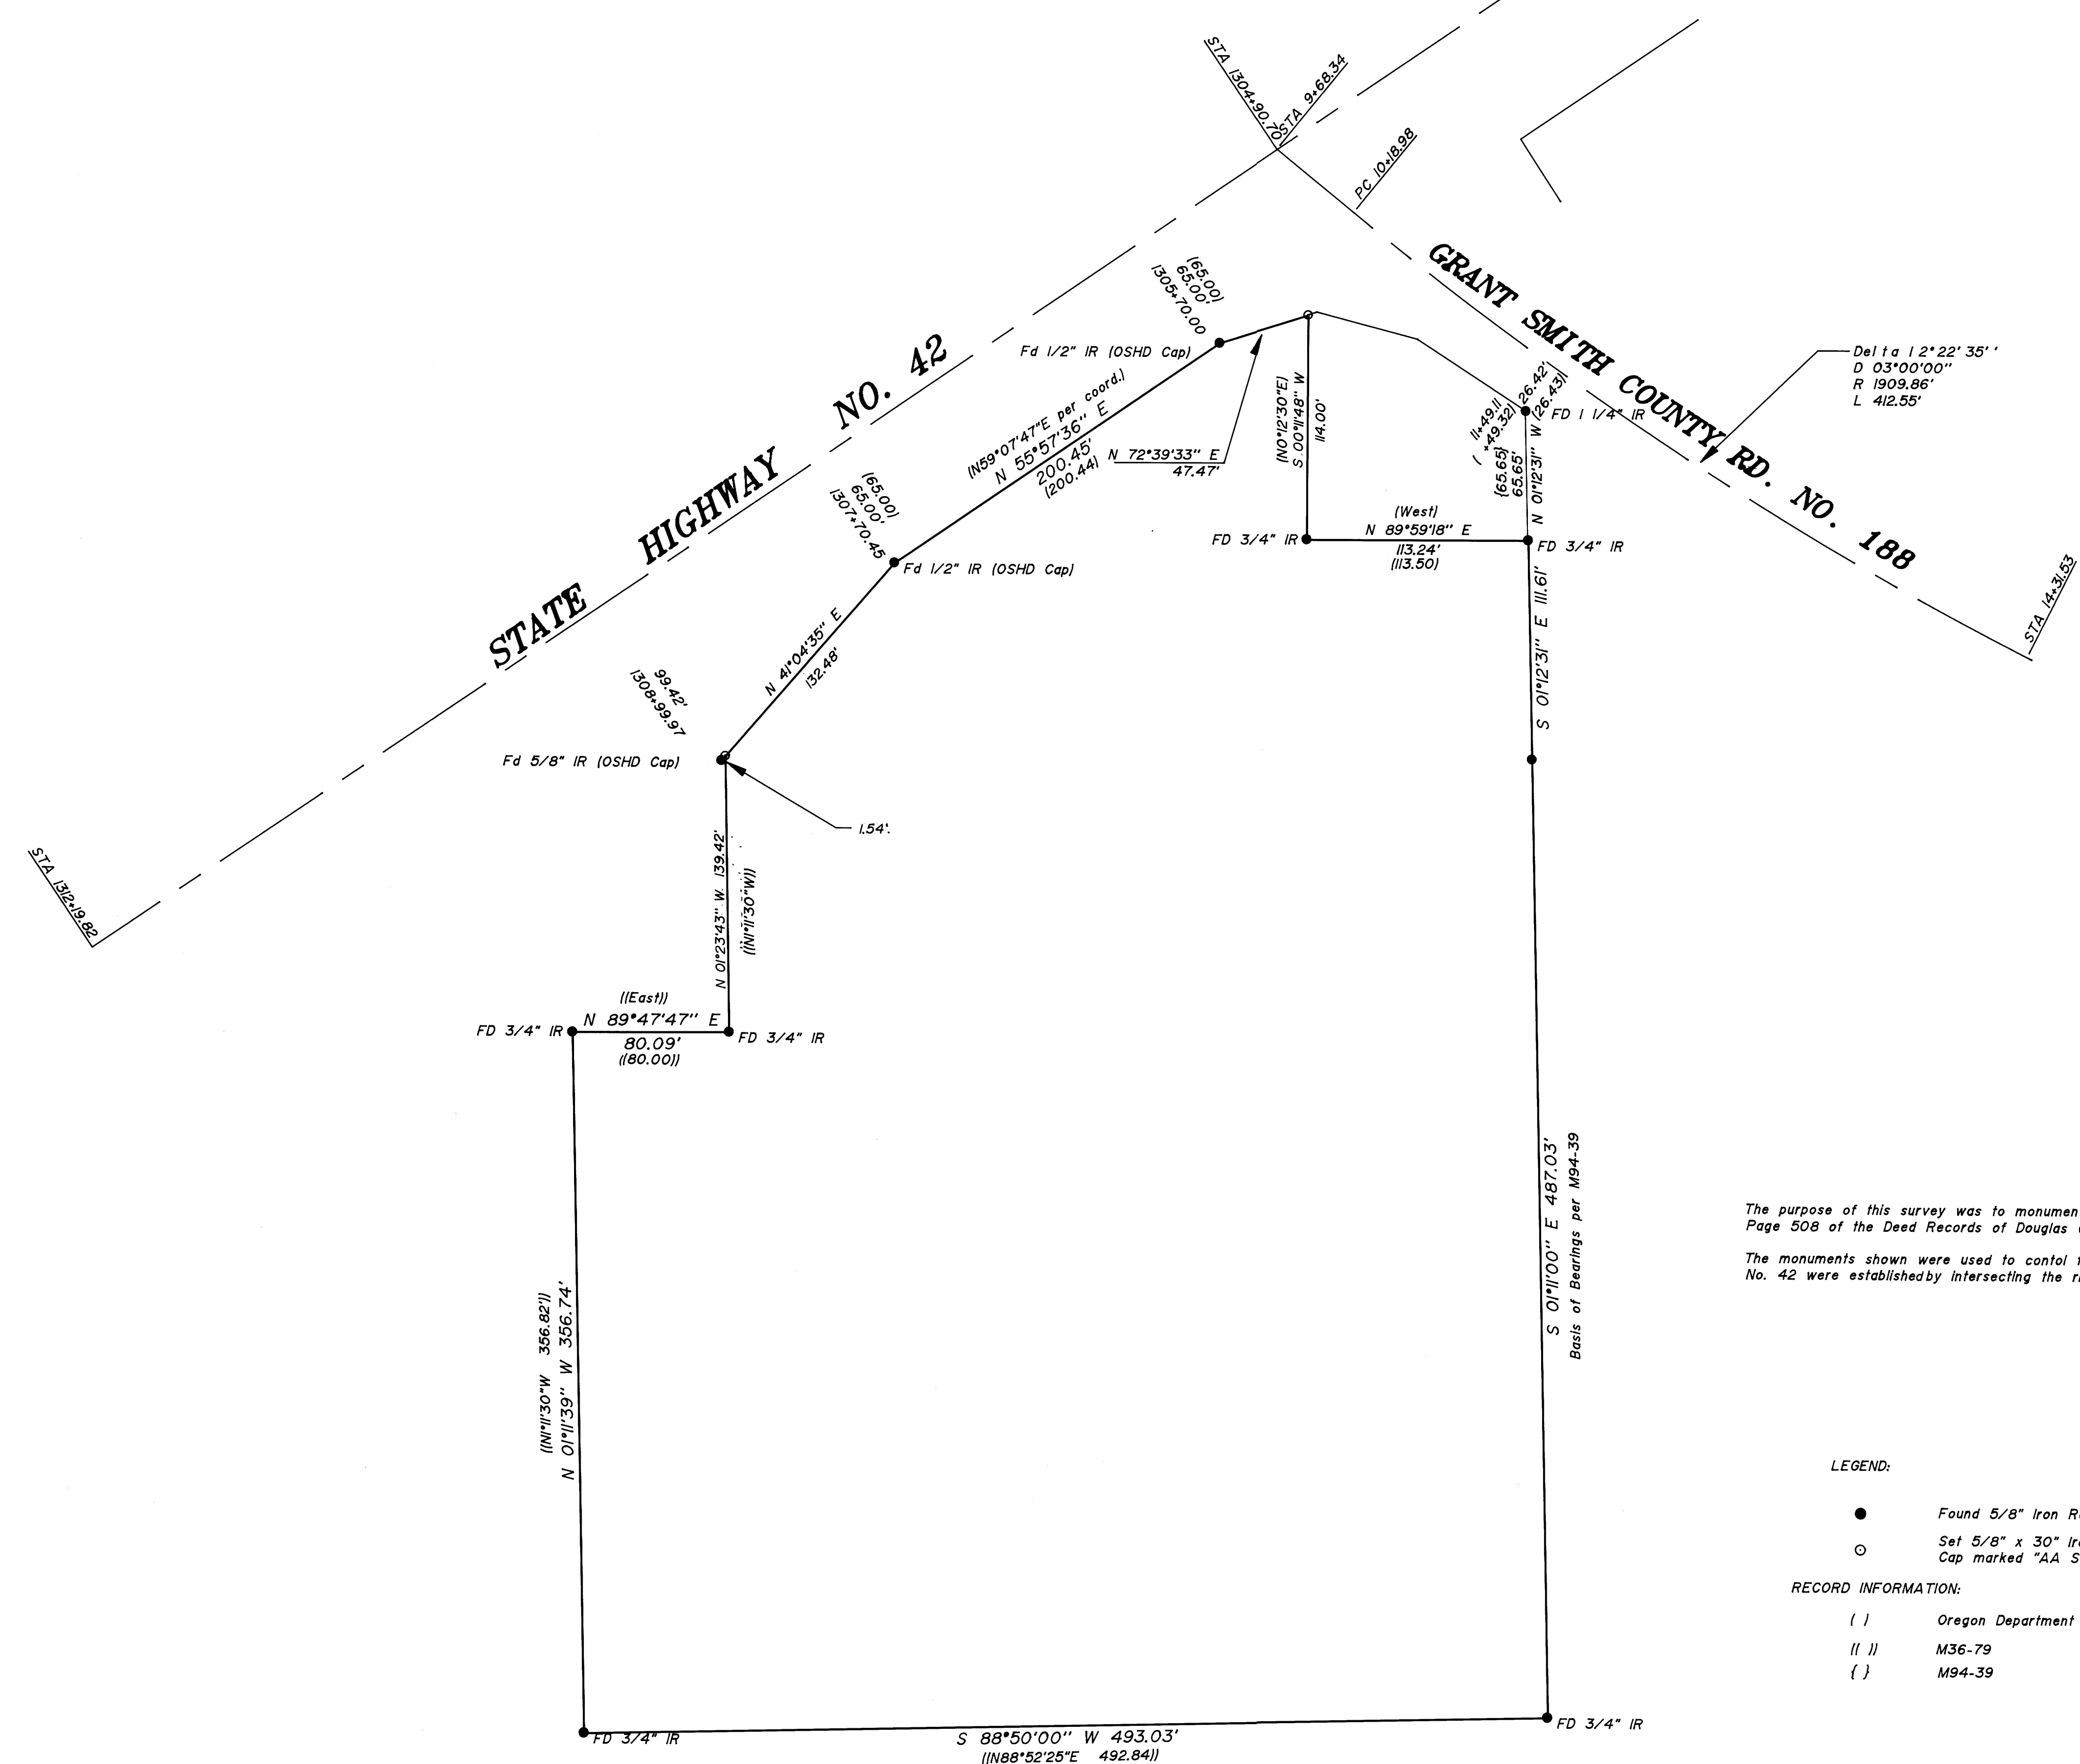 STA 1304+90.70
STA 9+68.34
PC 10+18.98
GRANT SMITH COUNTY RD. NO. 188
STATE HIGHWAY NO. 42
Delta 12°22'35''
D 03°00'00"
R 1909.86'
L 412.55'
(65.00)
65.00'
1305+70.00
Fd 1/2" IR (OSHD Cap)
(N59°07'47"E per coord.)
N 55°57'36'' E
200.45'
(200.44)
N 72°39'33'' E
47.47'
(N0°12'30"E)
S 00°11'48'' W
114.00'
11+49.11 26.42'
( +49.32) (26.43)
FD 1 1/4" IR
{65.65}
65.65'
N 01°12'31'' W
(West)
N 89°59'18'' E
113.24'
(113.50)
FD 3/4" IR
FD 3/4" IR
(65.00)
65.00'
1307+70.45
Fd 1/2" IR (OSHD Cap)
S 01°12'31'' E 111.61'
STA 14+31.53
N 41°04'35'' E
132.48'
99.42'
1308+99.97
Fd 5/8" IR (OSHD Cap)
1.54'.
STA 1312+19.82
N 01°23'43'' W 139.42'
((N1°11'30"W))
((East))
N 89°47'47'' E
80.09'
((80.00))
FD 3/4" IR
FD 3/4" IR
S 01°11'00'' E 487.03'
Basis of Bearings per M94-39
The purpose of this survey was to monumen
Page 508 of the Deed Records of Douglas
The monuments shown were used to contol
No. 42 were established by intersecting the
((N1°11'30"W 356.82'))
N 01°11'39'' W 356.74'
LEGEND:
Found 5/8" Iron
Set 5/8" x 30"
Cap marked "AA S
RECORD INFORMATION:
( ) Oregon Department
(( )) M36-79
{ } M94-39
FD 3/4" IR
FD 3/4" IR
S 88°50'00'' W 493.03'
((N88°52'25"E 492.84))